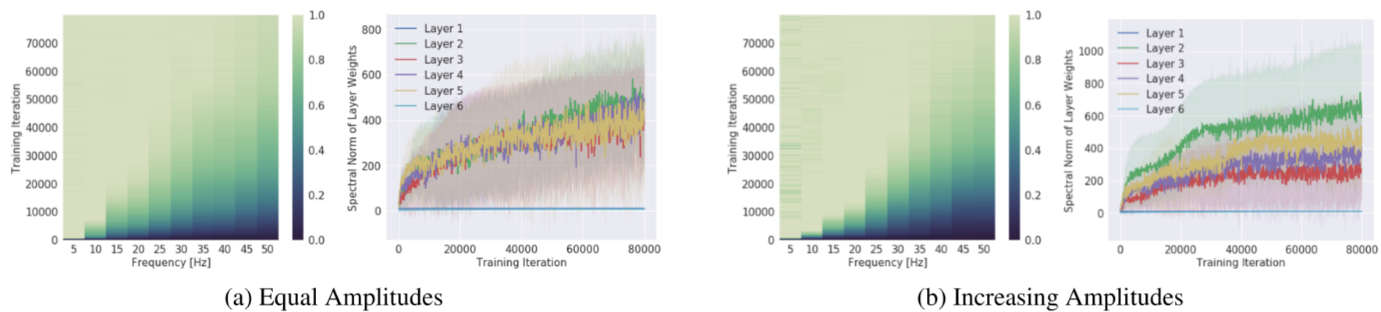 70000
60000
50000
40000
30000
20000
10000
0
Training Iteration
5 10 15 20 25 30 35 40 45 50
Frequency [Hz]
1.0
0.8
0.6
0.4
0.2
0.0
800
600
400
200
0
Spectral Norm of Layer Weights
Layer 1
Layer 2
Layer 3
Layer 4
Layer 5
Layer 6
0 20000 40000 60000 80000
Training Iteration
(a) Equal Amplitudes
70000
60000
50000
40000
30000
20000
10000
0
Training Iteration
5 10 15 20 25 30 35 40 45 50
Frequency [Hz]
1.0
0.8
0.6
0.4
0.2
0.0
1000
800
600
400
200
0
Spectral Norm of Layer Weights
Layer 1
Layer 2
Layer 3
Layer 4
Layer 5
Layer 6
0 20000 40000 60000 80000
Training Iteration
(b) Increasing Amplitudes